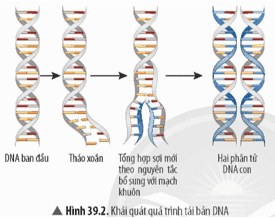 DNA ban đầu
Tháo xoắn
Tổng hợp sợi mới
theo nguyên tắc
bổ sung với mạch
khuôn
Hai phân tử
DNA con
▲ Hình 39.2. Khái quát quá trình tái bản DNA